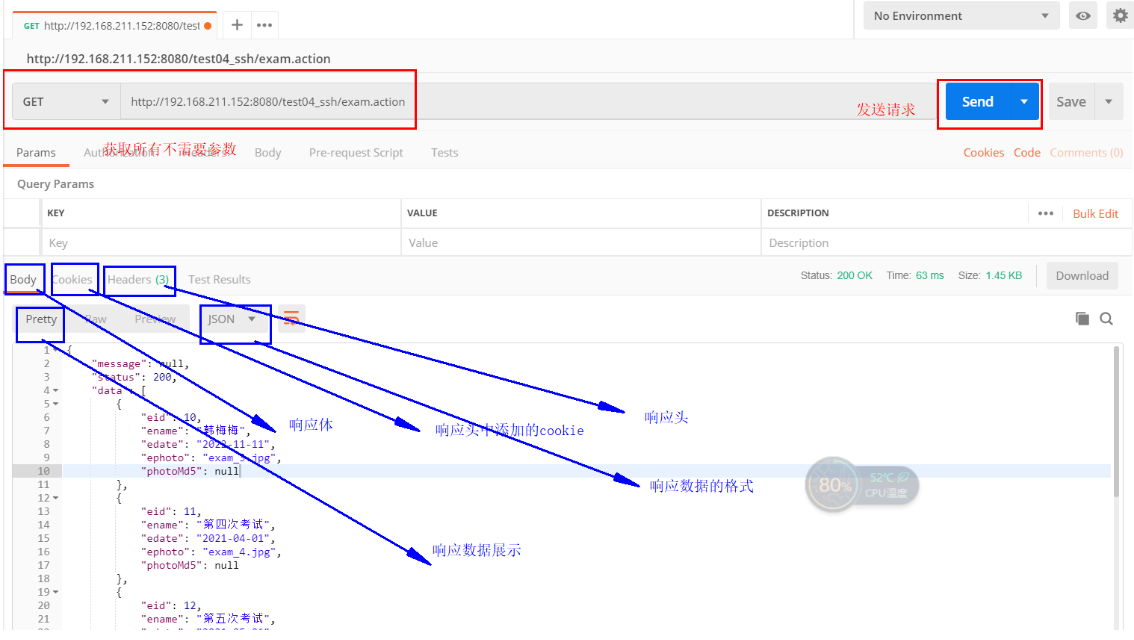 GET http://192.168.211.152:8080/test
No Environment
http://192.168.211.152:8080/test04_ssh/exam.action
GET http://192.168.211.152:8080/test04_ssh/exam.action
发送请求
Send Save
获取所有不需要参数
Params Authorization Headers Body Pre-request Script Tests Cookies Code Comments (0)
Query Params
KEY VALUE DESCRIPTION ••• Bulk Edit
Key Value Description
Body Cookies Headers (3) Test Results Status: 200 OK Time: 63 ms Size: 1.45 KB Download
Pretty Raw Preview JSON
1 {
2 "message": null,
3 "status": 200,
4 "data": [
5 {
6 "eid": 10,
7 "ename": "韩梅梅",
8 "edate": "2022-11-11",
9 "ephoto": "exam_3.jpg",
10 "photoMd5": null
11 },
12 {
13 "eid": 11,
14 "ename": "第四次考试",
15 "edate": "2021-04-01",
16 "ephoto": "exam_4.jpg",
17 "photoMd5": null
18 },
19 {
20 "eid": 12,
21 "ename": "第五次考试",
响应头
响应体
响应头中添加的cookie
响应数据的格式
响应数据展示
80% 52℃
CPU温度